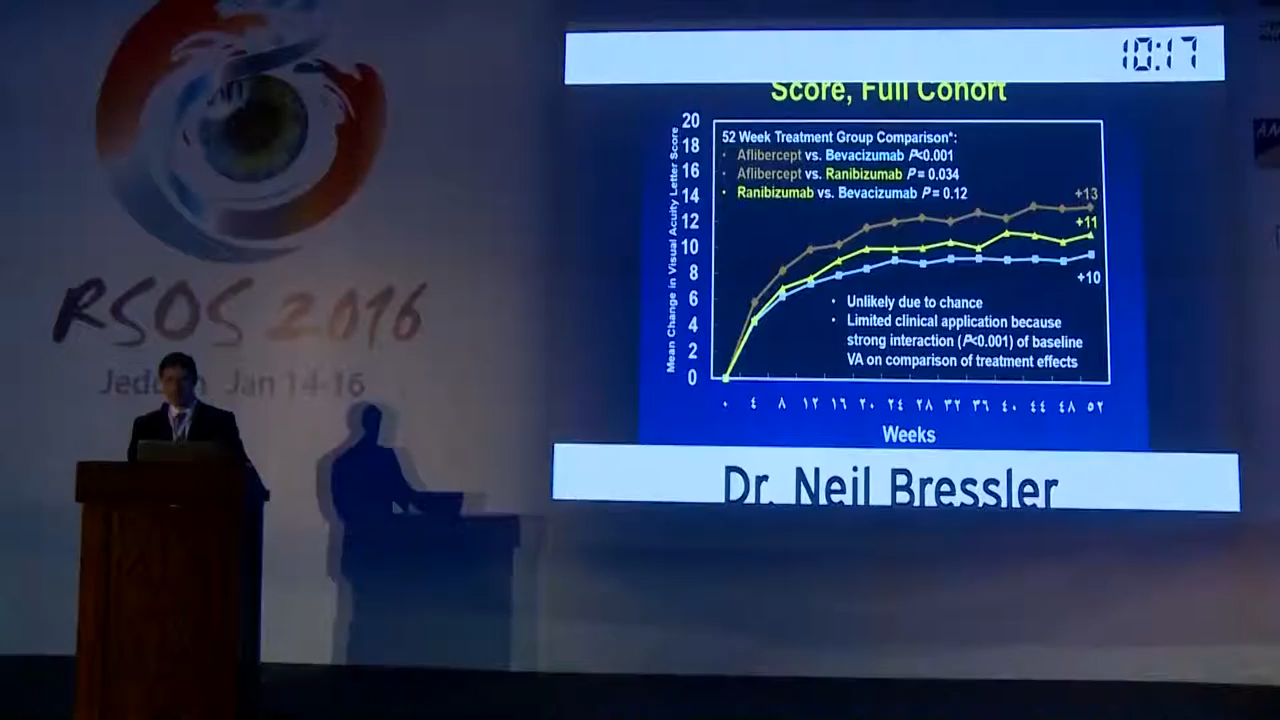 RSOS 2016
Jed Jan 14-16
10:17
Score, Full Cohort
Mean Change in Visual Acuity Letter Score
20
18
16
14
12
10
8
6
4
2
0
52 Week Treatment Group Comparison*:
• Aflibercept vs. Bevacizumab P<0.001
• Aflibercept vs. Ranibizumab P = 0.034
• Ranibizumab vs. Bevacizumab P = 0.12
+13
+11
+10
• Unlikely due to chance
• Limited clinical application because
strong interaction (P<0.001) of baseline
VA on comparison of treatment effects
٠ ٤ ٨ ١٢ ١٦ ٢٠ ٢٤ ٢٨ ٣٢ ٣٦ ٤٠ ٤٤ ٤٨ ٥٢
Weeks
Dr. Neil Bressler